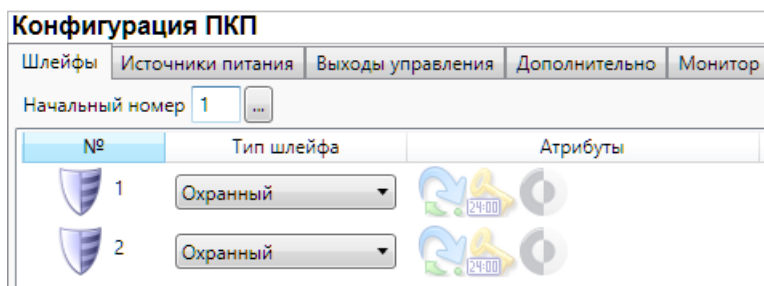 Конфигурация ПКП
Шлейфы Источники питания Выходы управления Дополнительно Монитор
Начальный номер 1 ...
№ Тип шлейфа Атрибуты
1 Охранный 24:00
2 Охранный 24:00